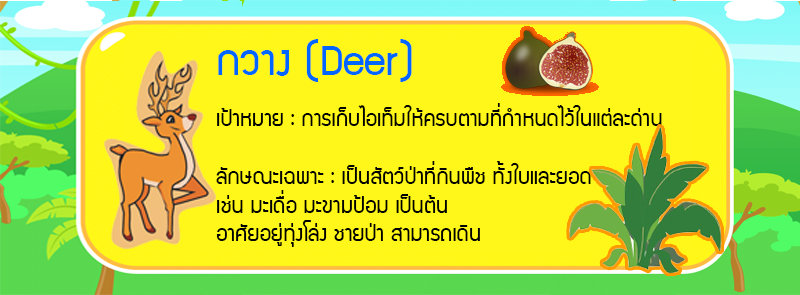 กวาง (Deer)
เป้าหมาย : การเก็บไอเท็มให้ครบตามที่กำหนดไว้ในแต่ละด่าน
ลักษณะเฉพาะ : เป็นสัตว์ป่าที่กินพืช ทั้งใบและยอด
เช่น มะเดื่อ มะขามป้อม เป็นต้น
อาศัยอยู่ทุ่งโล่ง ชายป่า สามารถเดิน